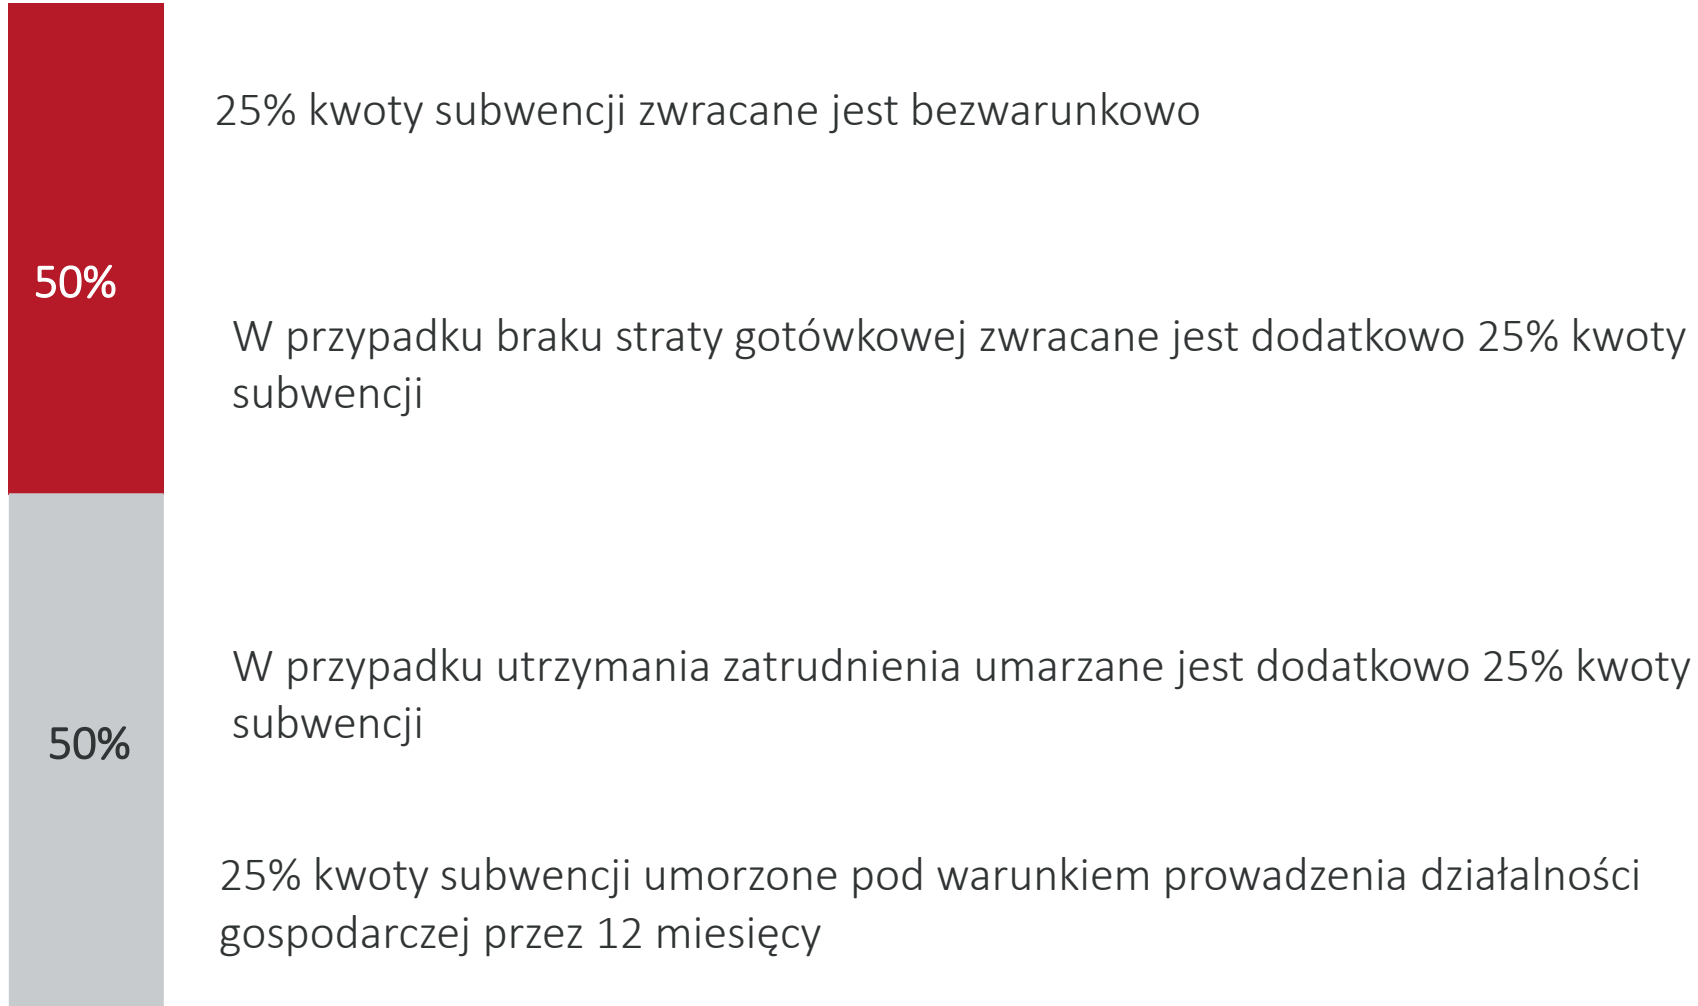 25% kwoty subwencji zwracane jest bezwarunkowo
50%
W przypadku braku straty gotówkowej zwracane jest dodatkowo 25% kwoty
subwencji
W przypadku utrzymania zatrudnienia umarzane jest dodatkowo 25% kwoty
subwencji
50%
25% kwoty subwencji umorzone pod warunkiem prowadzenia działalności
gospodarczej przez 12 miesięcy